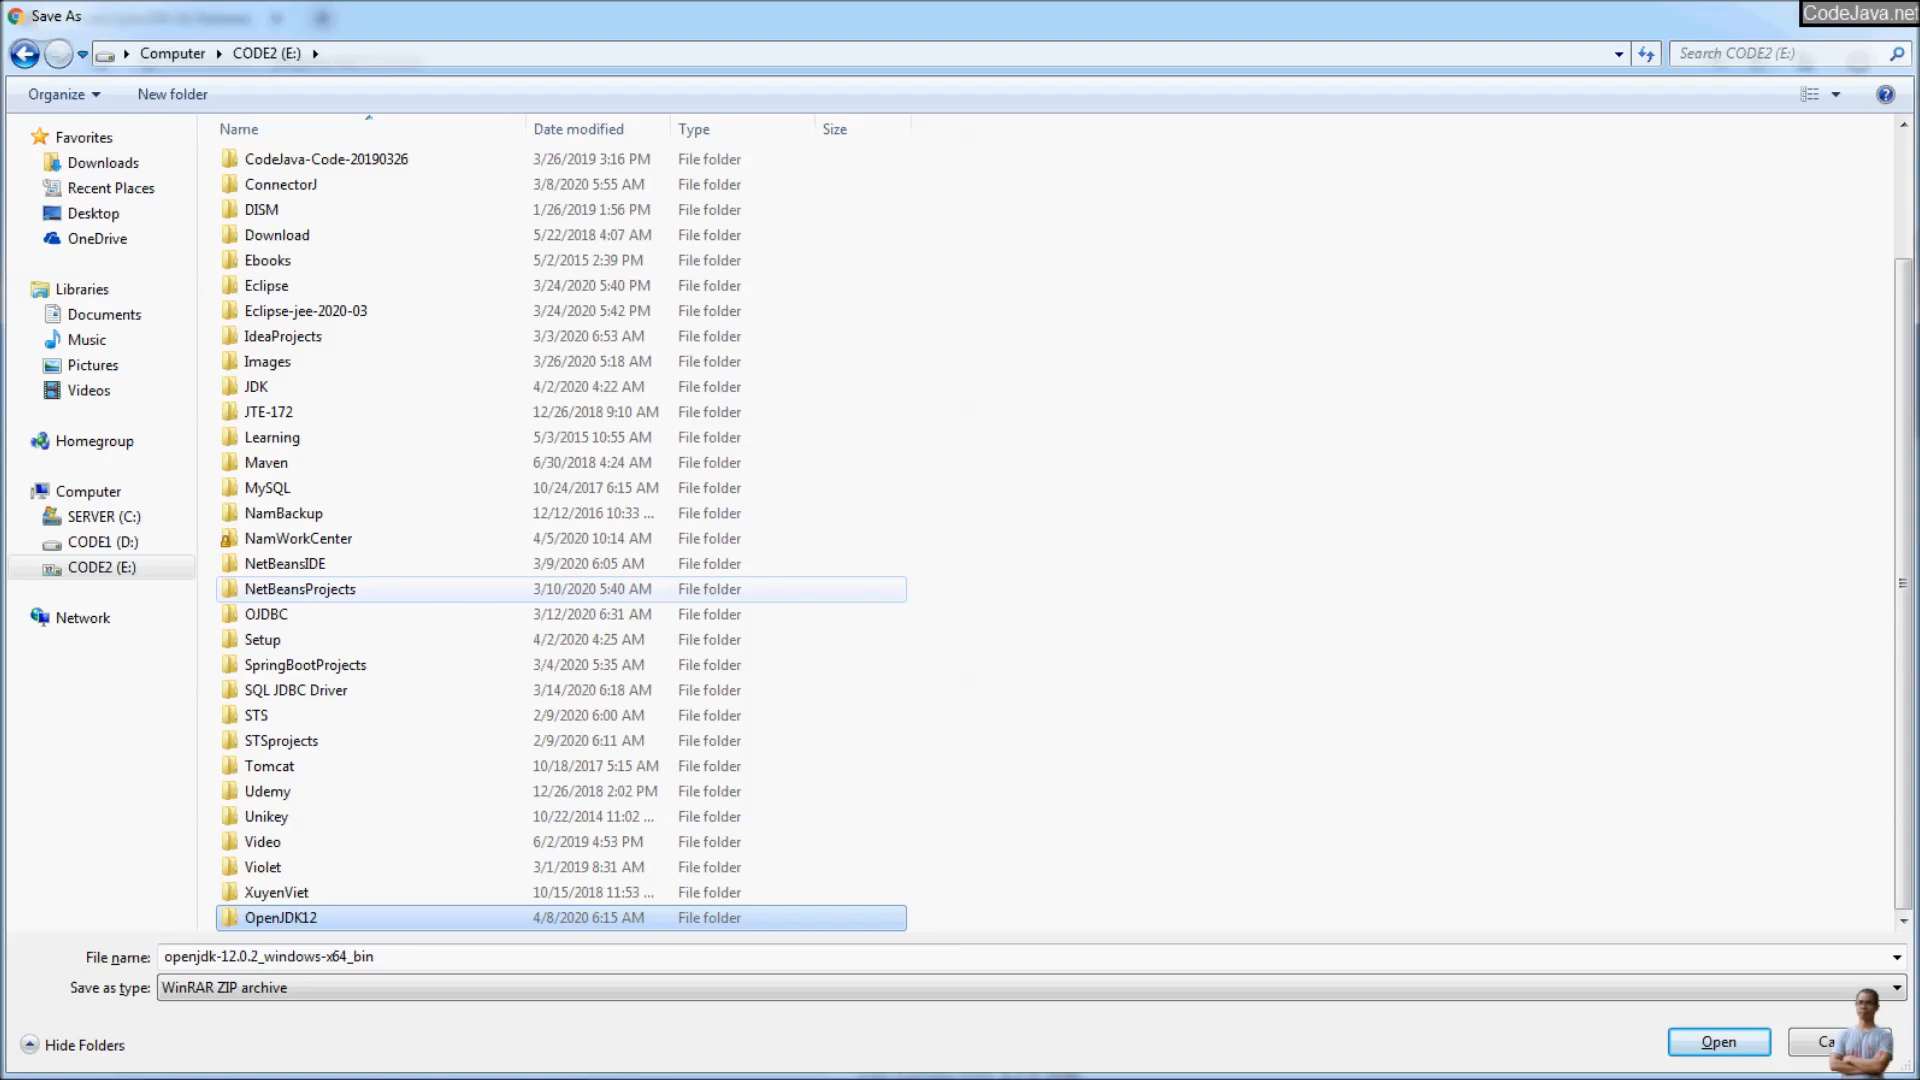 Save As
CodeJava.net
Computer CODE2 (E:)
Search CODE2 (E:)
Organize New folder
Name Date modified Type Size
Favorites
Downloads
Recent Places
Desktop
OneDrive
Libraries
Documents
Music
Pictures
Videos
Homegroup
Computer
SERVER (C:)
CODE1 (D:)
CODE2 (E:)
Network
CodeJava-Code-20190326 3/26/2019 3:16 PM File folder
ConnectorJ 3/8/2020 5:55 AM File folder
DISM 1/26/2019 1:56 PM File folder
Download 5/22/2018 4:07 AM File folder
Ebooks 5/2/2015 2:39 PM File folder
Eclipse 3/24/2020 5:40 PM File folder
Eclipse-jee-2020-03 3/24/2020 5:42 PM File folder
IdeaProjects 3/3/2020 6:53 AM File folder
Images 3/26/2020 5:18 AM File folder
JDK 4/2/2020 4:22 AM File folder
JTE-172 12/26/2018 9:10 AM File folder
Learning 5/3/2015 10:55 AM File folder
Maven 6/30/2018 4:24 AM File folder
MySQL 10/24/2017 6:15 AM File folder
NamBackup 12/12/2016 10:33 ... File folder
NamWorkCenter 4/5/2020 10:14 AM File folder
NetBeansIDE 3/9/2020 6:05 AM File folder
NetBeansProjects 3/10/2020 5:40 AM File folder
OJDBC 3/12/2020 6:31 AM File folder
Setup 4/2/2020 4:25 AM File folder
SpringBootProjects 3/4/2020 5:35 AM File folder
SQL JDBC Driver 3/14/2020 6:18 AM File folder
STS 2/9/2020 6:00 AM File folder
STSprojects 2/9/2020 6:11 AM File folder
Tomcat 10/18/2017 5:15 AM File folder
Udemy 12/26/2018 2:02 PM File folder
Unikey 10/22/2014 11:02 ... File folder
Video 6/2/2019 4:53 PM File folder
Violet 3/1/2019 8:31 AM File folder
XuyenViet 10/15/2018 11:53 ... File folder
OpenJDK12 4/8/2020 6:15 AM File folder
File name: openjdk-12.0.2_windows-x64_bin
Save as type: WinRAR ZIP archive
Hide Folders
Open
Ca